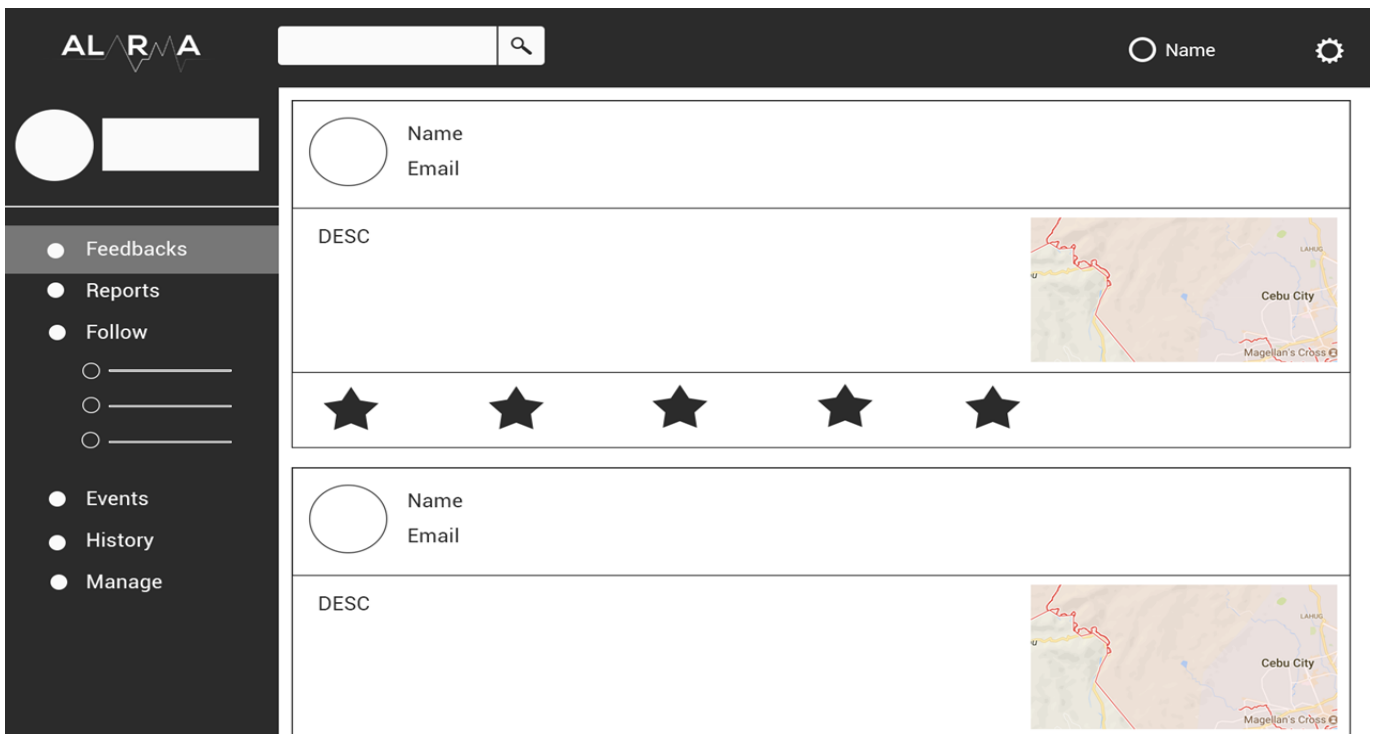 ALARMA
Name
Feedbacks
Reports
Follow
Events
History
Manage
Name
Email
DESC
LAHUG
Cebu City
Magellan's Cross
Name
Email
DESC
LAHUG
Cebu City
Magellan's Cross